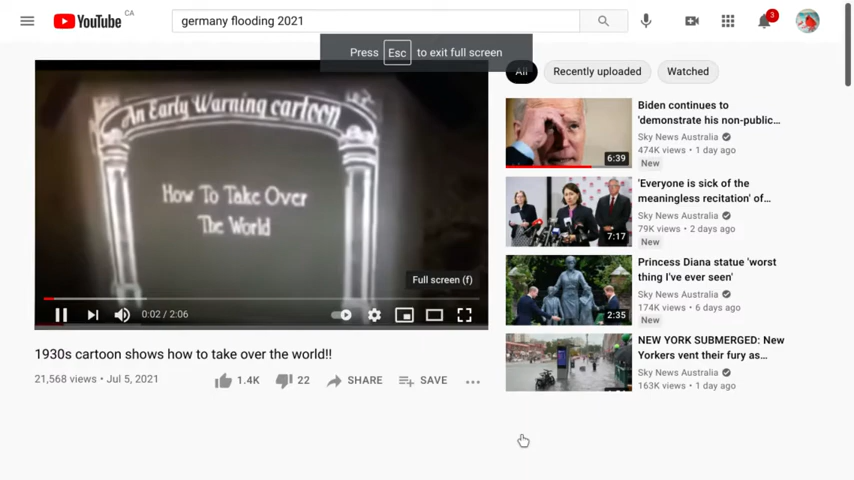 YouTube CA
germany flooding 2021
3
Press Esc to exit full screen
An Early Warning cartoon
How To Take Over
The World
Full screen (f)
0:02 / 2:06
1930s cartoon shows how to take over the world!!
21,568 views • Jul 5, 2021
1.4K
22
SHARE
SAVE
All
Recently uploaded
Watched
6:39
Biden continues to
'demonstrate his non-public...
Sky News Australia
474K views • 1 day ago
New
7:17
'Everyone is sick of the
meaningless recitation' of...
Sky News Australia
79K views • 2 days ago
New
2:35
Princess Diana statue 'worst
thing I've ever seen'
Sky News Australia
174K views • 6 days ago
New
NEW YORK SUBMERGED: New
Yorkers vent their fury as...
Sky News Australia
163K views • 1 day ago